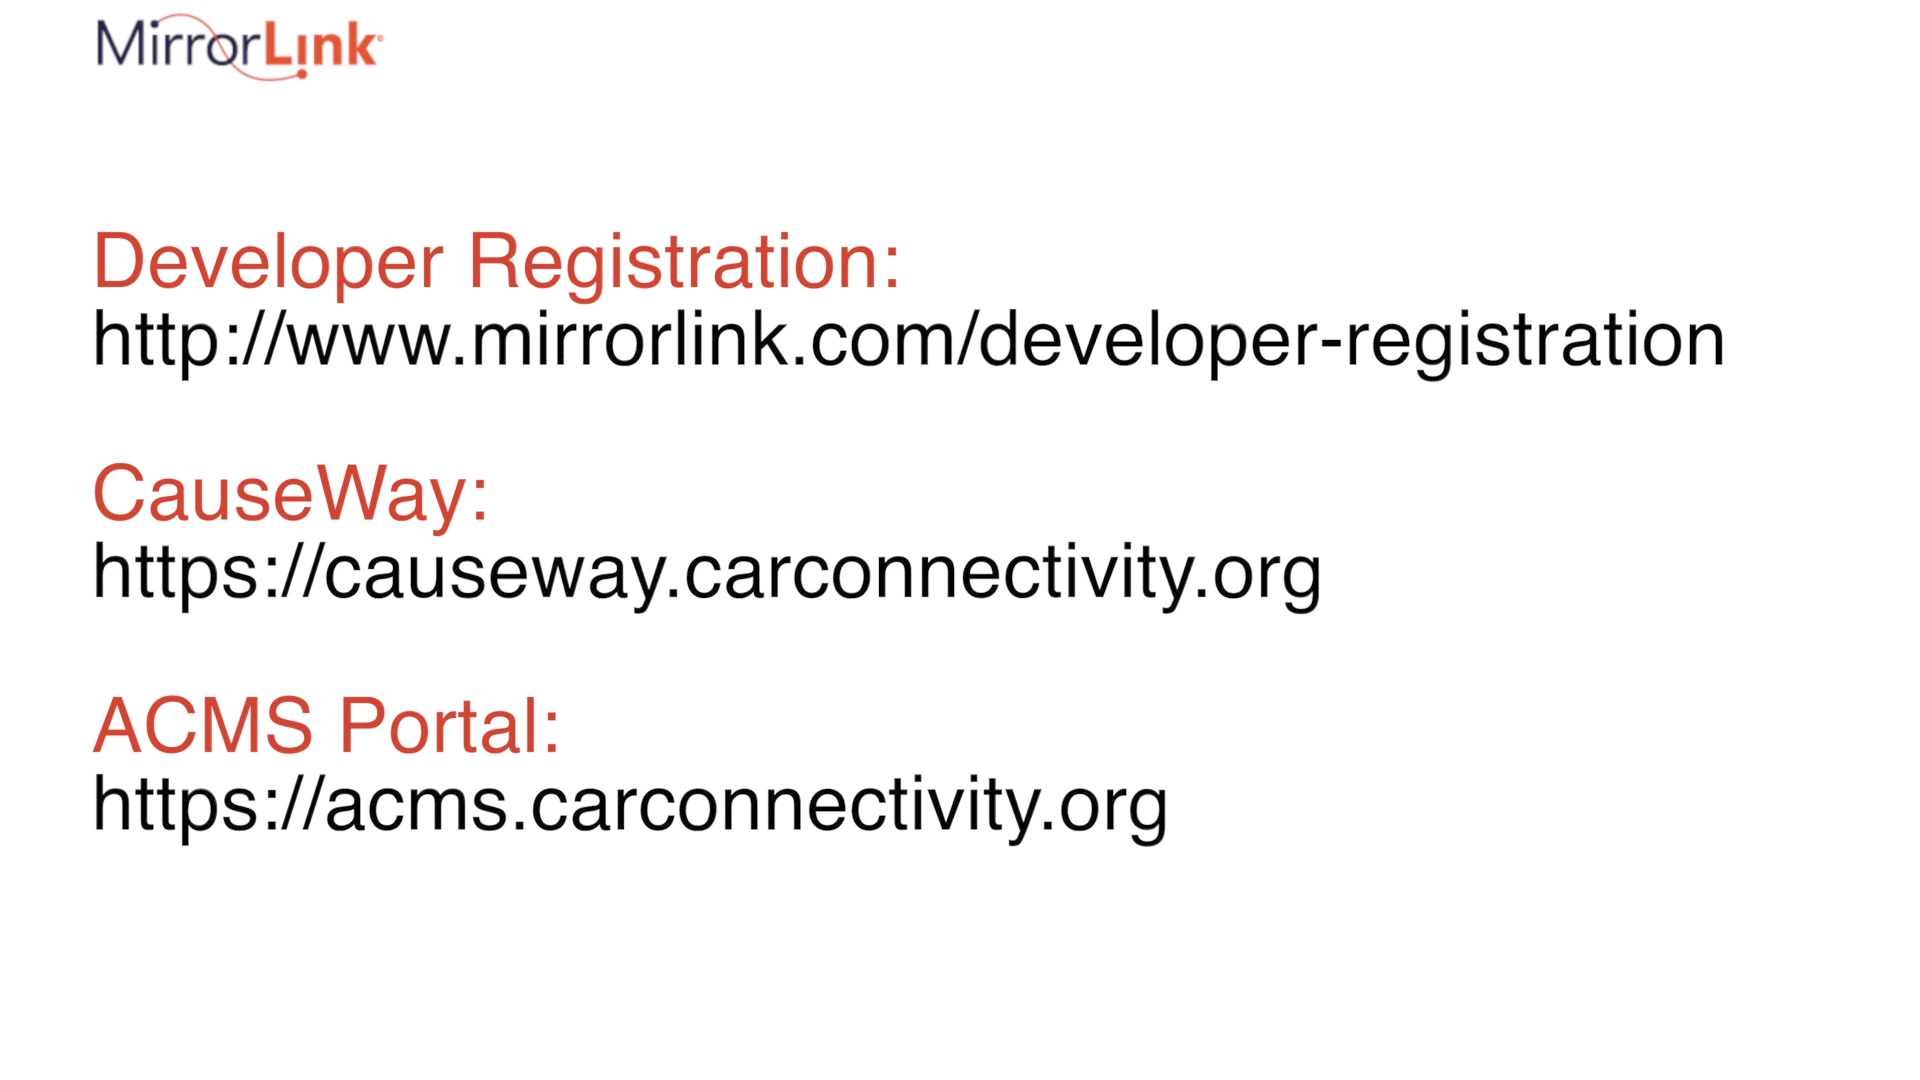 MirrorLink®
Developer Registration:
http://www.mirrorlink.com/developer-registration
CauseWay:
https://causeway.carconnectivity.org
ACMS Portal:
https://acms.carconnectivity.org